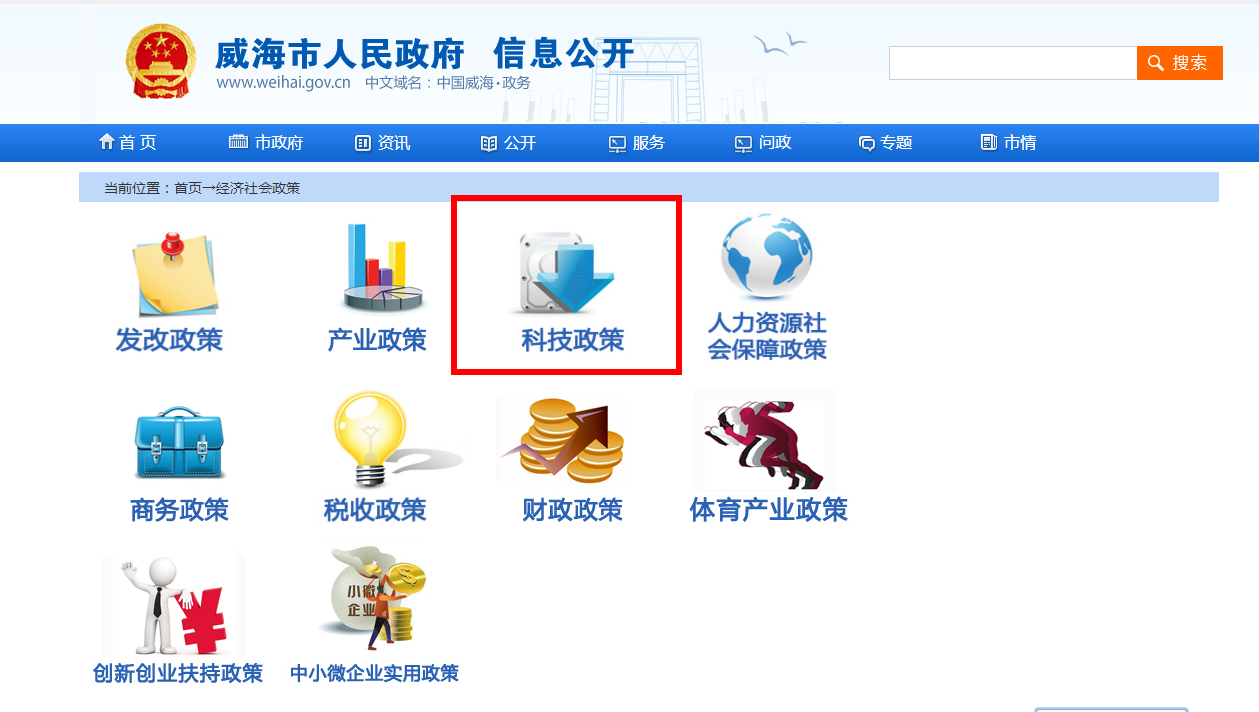 威海市人民政府 信息公开
www.weihai.gov.cn 中文域名：中国威海·政务
搜索
首 页 市政府 资讯 公开 服务 问政 专题 市情
当前位置：首页→经济社会政策
发改政策
产业政策
科技政策
人力资源社
会保障政策
商务政策
税收政策
财政政策
体育产业政策
小微
企业
创新创业扶持政策
中小微企业实用政策